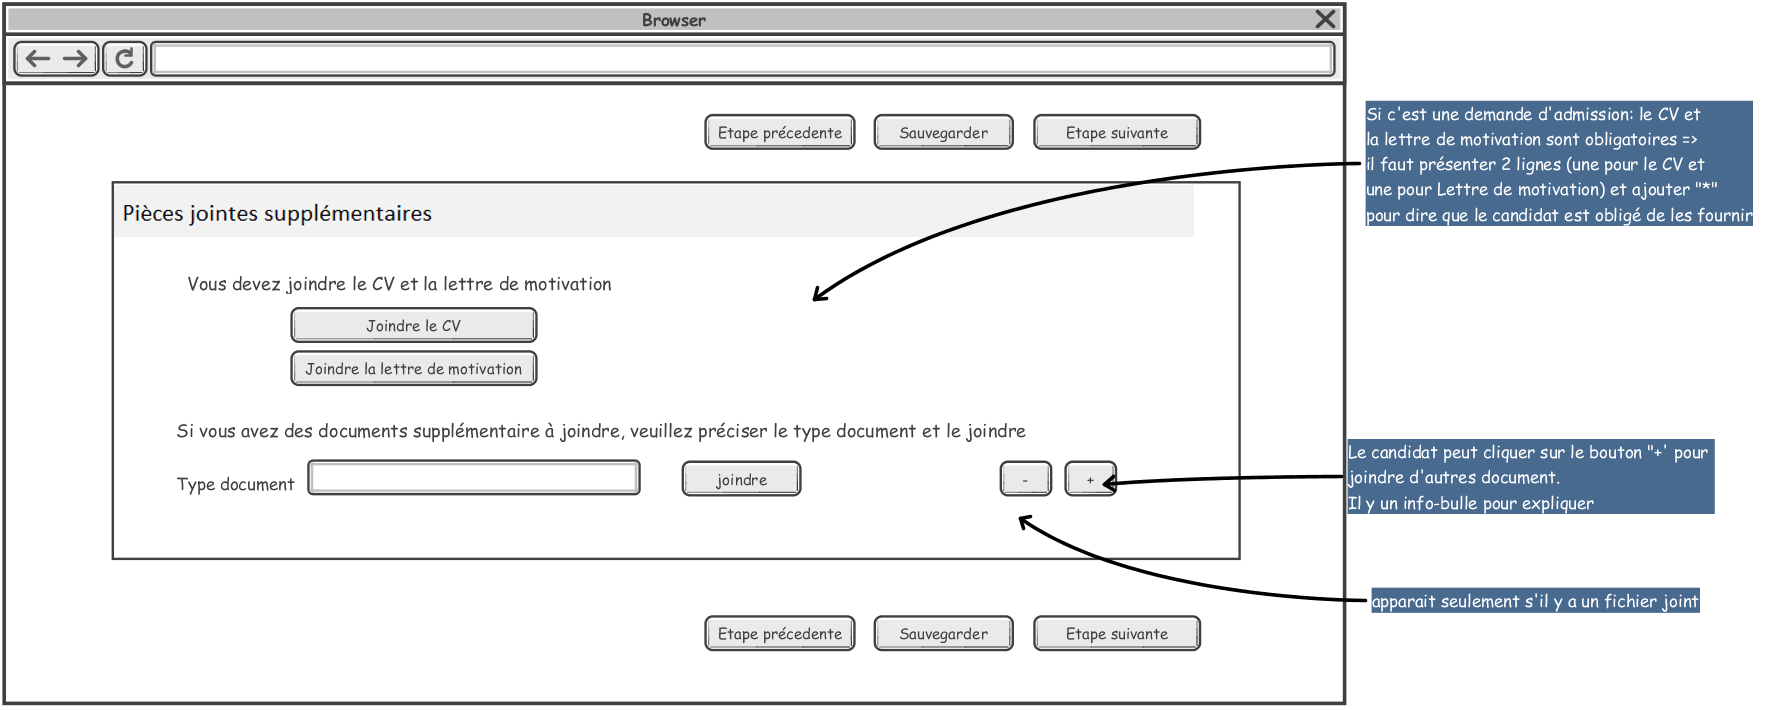 Browser
Etape précedente
Sauvegarder
Etape suivante
Si c'est une demande d'admission: le CV et
la lettre de motivation sont obligatoires =>
il faut présenter 2 lignes (une pour le CV et
une pour Lettre de motivation) et ajouter "*"
pour dire que le candidat est obligé de les fournir
Pièces jointes supplémentaires
Vous devez joindre le CV et la lettre de motivation
Joindre le CV
Joindre la lettre de motivation
Si vous avez des documents supplémentaire à joindre, veuillez préciser le type document et le joindre
Type document
joindre
-
+
Le candidat peut cliquer sur le bouton "+' pour
joindre d'autres document.
Il y un info-bulle pour expliquer
apparait seulement s'il y a un fichier joint
Etape précedente
Sauvegarder
Etape suivante